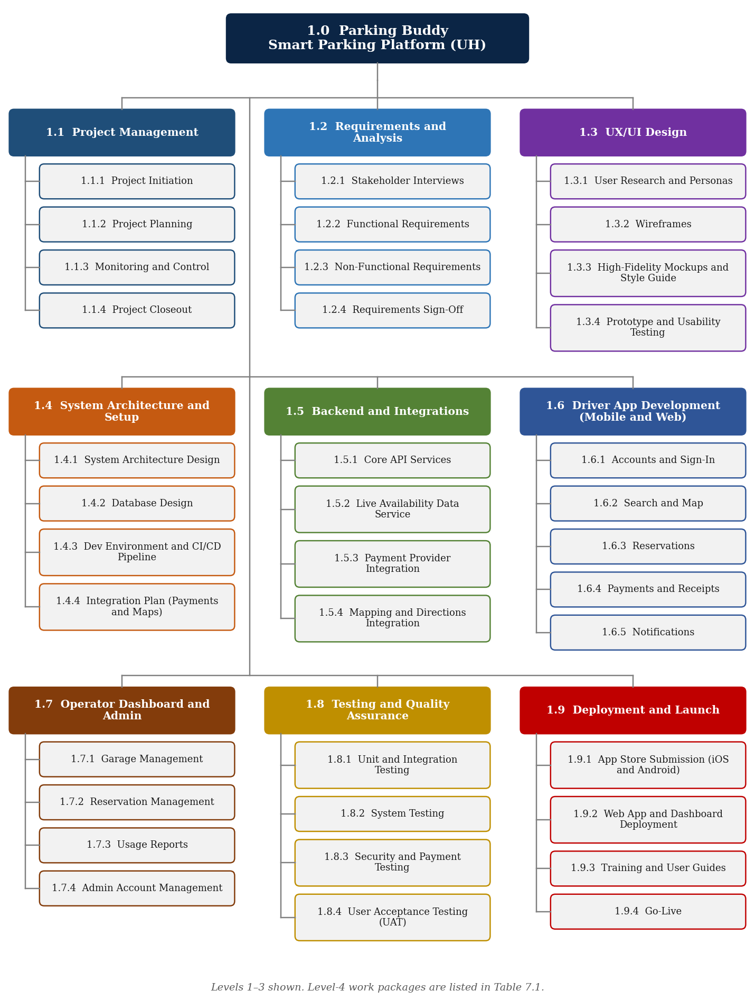 1.0 Parking Buddy
Smart Parking Platform (UH)
1.1 Project Management
1.2 Requirements and
Analysis
1.3 UX/UI Design
1.1.1 Project Initiation
1.1.2 Project Planning
1.1.3 Monitoring and Control
1.1.4 Project Closeout
1.2.1 Stakeholder Interviews
1.2.2 Functional Requirements
1.2.3 Non-Functional Requirements
1.2.4 Requirements Sign-Off
1.3.1 User Research and Personas
1.3.2 Wireframes
1.3.3 High-Fidelity Mockups and
Style Guide
1.3.4 Prototype and Usability
Testing
1.4 System Architecture and
Setup
1.5 Backend and Integrations
1.6 Driver App Development
(Mobile and Web)
1.4.1 System Architecture Design
1.4.2 Database Design
1.4.3 Dev Environment and CI/CD
Pipeline
1.4.4 Integration Plan (Payments
and Maps)
1.5.1 Core API Services
1.5.2 Live Availability Data
Service
1.5.3 Payment Provider
Integration
1.5.4 Mapping and Directions
Integration
1.6.1 Accounts and Sign-In
1.6.2 Search and Map
1.6.3 Reservations
1.6.4 Payments and Receipts
1.6.5 Notifications
1.7 Operator Dashboard and
Admin
1.8 Testing and Quality
Assurance
1.9 Deployment and Launch
1.7.1 Garage Management
1.7.2 Reservation Management
1.7.3 Usage Reports
1.7.4 Admin Account Management
1.8.1 Unit and Integration
Testing
1.8.2 System Testing
1.8.3 Security and Payment
Testing
1.8.4 User Acceptance Testing
(UAT)
1.9.1 App Store Submission (iOS
and Android)
1.9.2 Web App and Dashboard
Deployment
1.9.3 Training and User Guides
1.9.4 Go-Live
Levels 1–3 shown. Level-4 work packages are listed in Table 7.1.